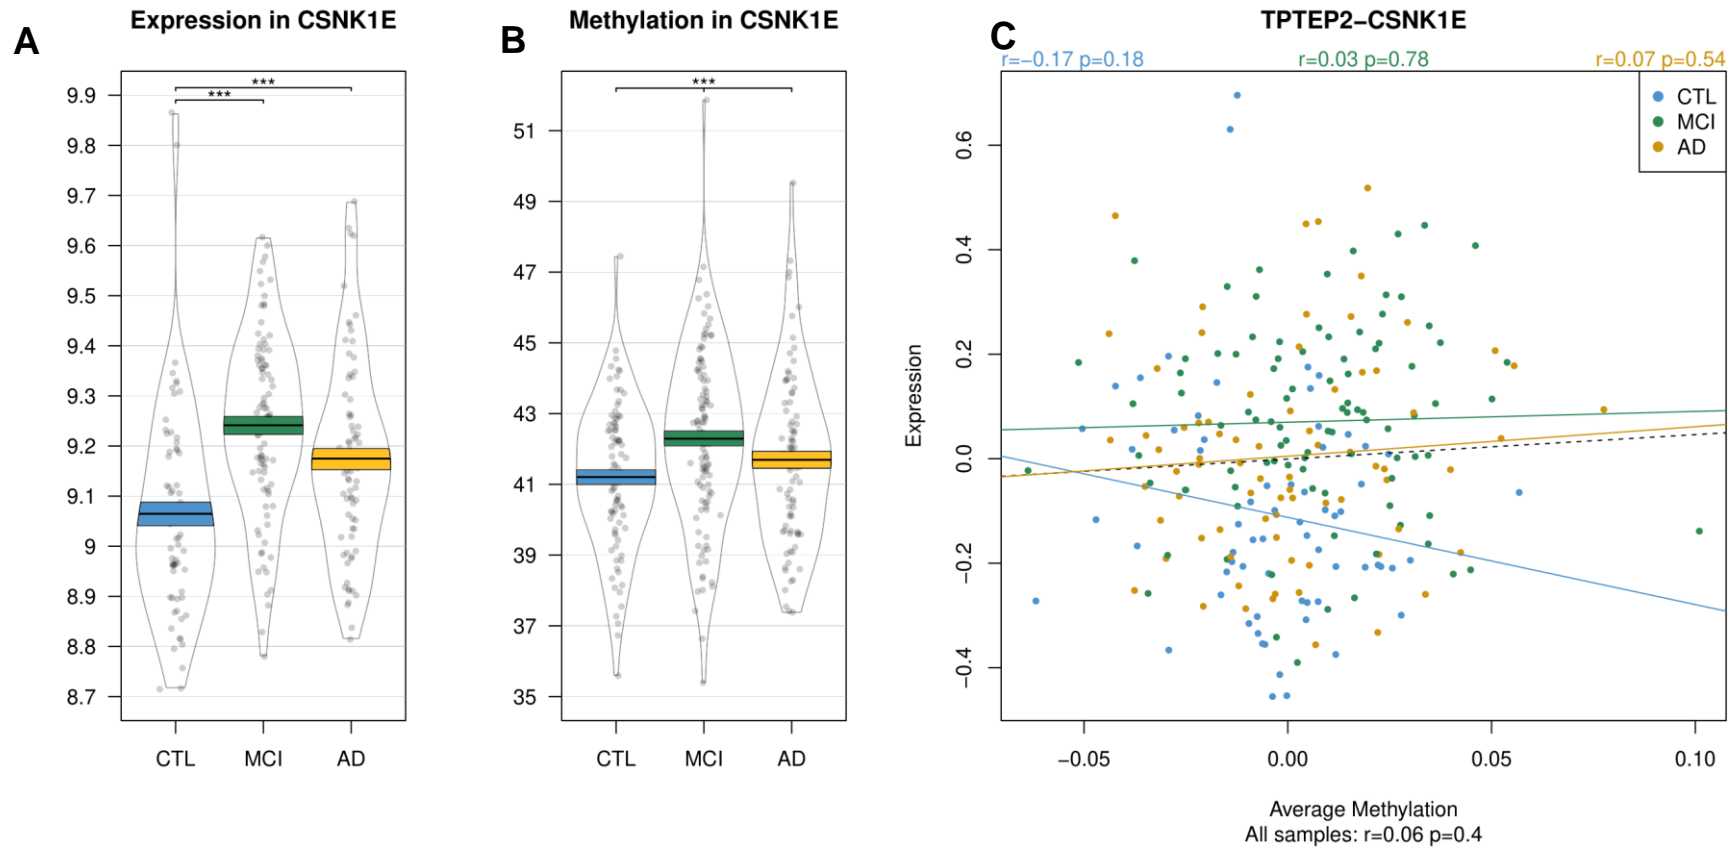 A
Expression in CSNK1E
***
***
9.9
9.8
9.7
9.6
9.5
9.4
9.3
9.2
9.1
9
8.9
8.8
8.7
CTL MCI AD
B
Methylation in CSNK1E
***
51
49
47
45
43
41
39
37
35
CTL MCI AD
C
TPTEP2−CSNK1E
r=−0.17 p=0.18 r=0.03 p=0.78 r=0.07 p=0.54
CTL
MCI
AD
Expression
0.6
0.4
0.2
0.0
−0.2
−0.4
−0.05 0.00 0.05 0.10
Average Methylation
All samples: r=0.06 p=0.4